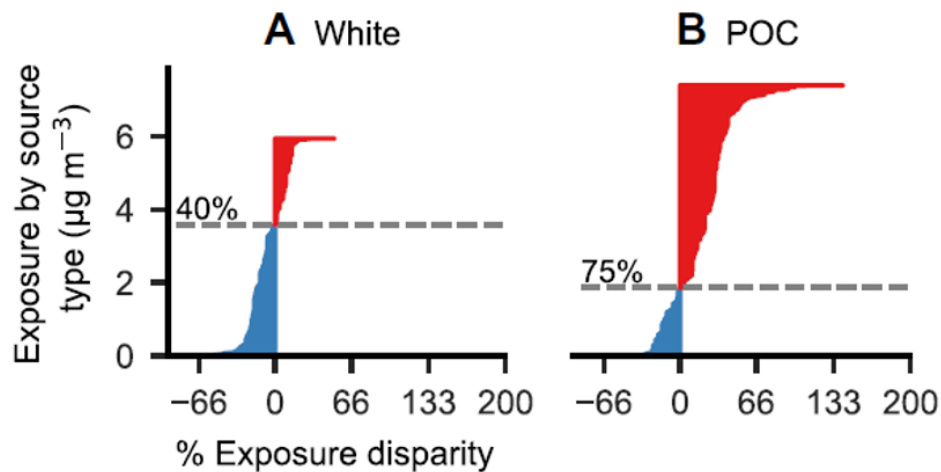 A White
B POC
Exposure by source
type (µg m⁻³)
6
4
2
0
40%
75%
−66 0 66 133 200
−66 0 66 133 200
% Exposure disparity